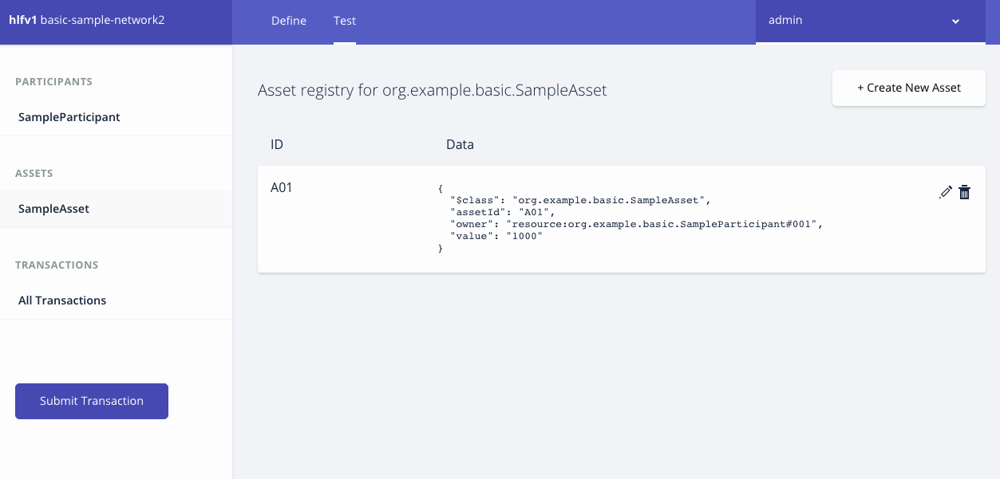 hlfv1 basic-sample-network2
Define
Test
admin
PARTICIPANTS
SampleParticipant
ASSETS
SampleAsset
TRANSACTIONS
All Transactions
Submit Transaction
Asset registry for org.example.basic.SampleAsset
+ Create New Asset
ID
Data
A01
{
"$class": "org.example.basic.SampleAsset",
"assetId": "A01",
"owner": "resource:org.example.basic.SampleParticipant#001",
"value": "1000"
}